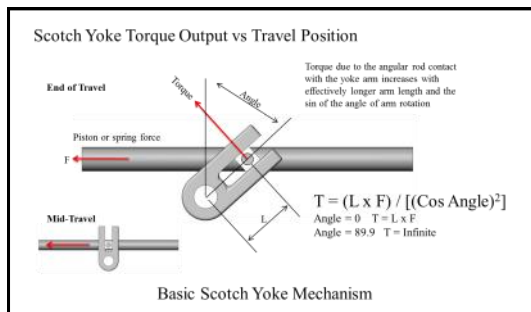 Scotch Yoke Torque Output vs Travel Position
Torque due to the angular rod contact
with the yoke arm increases with
effectively longer arm length and the
sin of the angle of arm rotation
End of Travel
Torque
Angle
Piston or spring force
F
L
T = (L x F) / [(Cos Angle)²]
Angle = 0 T = L x F
Angle = 89.9 T = Infinite
Mid-Travel
Basic Scotch Yoke Mechanism